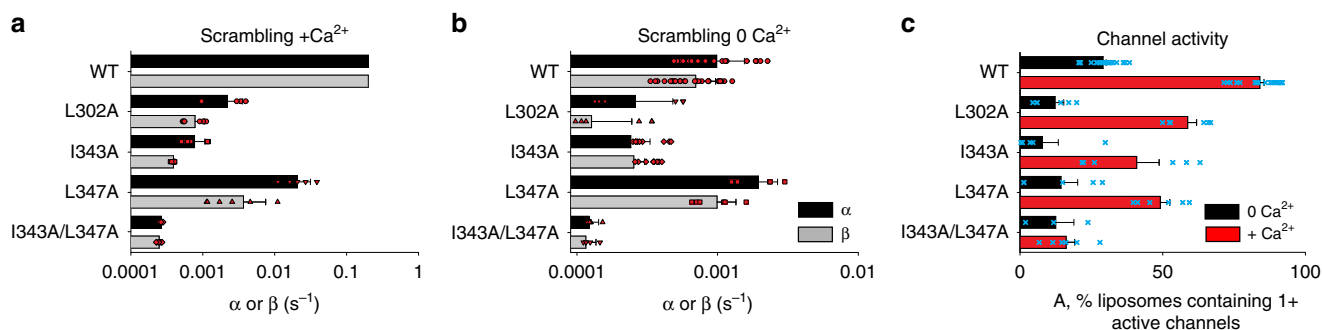 a
Scrambling +Ca²⁺
WT
L302A
I343A
L347A
I343A/L347A
0.0001 0.001 0.01 0.1 1
α or β (s⁻¹)
b
Scrambling 0 Ca²⁺
WT
L302A
I343A
L347A
I343A/L347A
α
β
0.0001 0.001 0.01
α or β (s⁻¹)
c
Channel activity
WT
L302A
I343A
L347A
I343A/L347A
0 Ca²⁺
+ Ca²⁺
0 50 100
A, % liposomes containing 1+
active channels